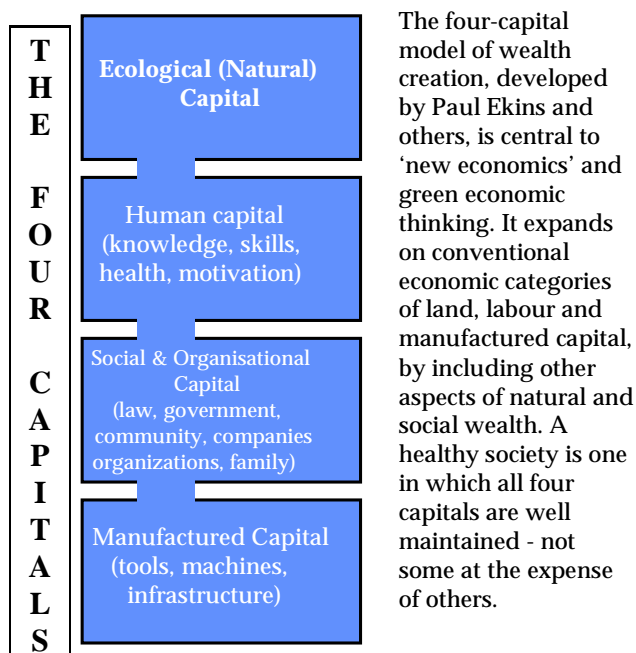 THE FOUR CAPITALS
Ecological (Natural)
Capital
Human capital
(knowledge, skills,
health, motivation)
Social & Organisational
Capital
(law, government,
community, companies
organizations, family)
Manufactured Capital
(tools, machines,
infrastructure)
The four-capital
model of wealth
creation, developed
by Paul Ekins and
others, is central to
‘new economics’ and
green economic
thinking. It expands
on conventional
economic categories
of land, labour and
manufactured capital,
by including other
aspects of natural and
social wealth. A
healthy society is one
in which all four
capitals are well
maintained - not
some at the expense
of others.